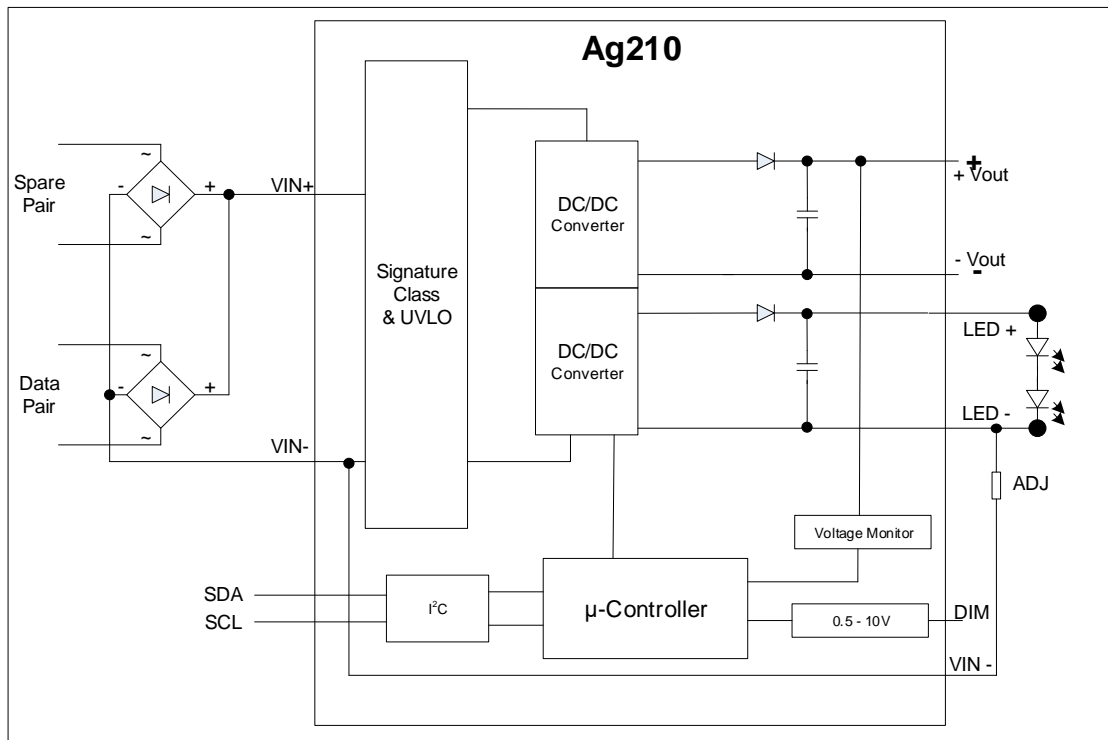 Ag210
Spare
Pair
~
-
+
~
VIN+
Data
Pair
~
-
+
~
VIN-
Signature
Class
& UVLO
DC/DC
Converter
DC/DC
Converter
+
+ Vout
- Vout
-
LED +
LED -
ADJ
Voltage Monitor
SDA
SCL
I²C
µ-Controller
0.5 - 10V
DIM
VIN -